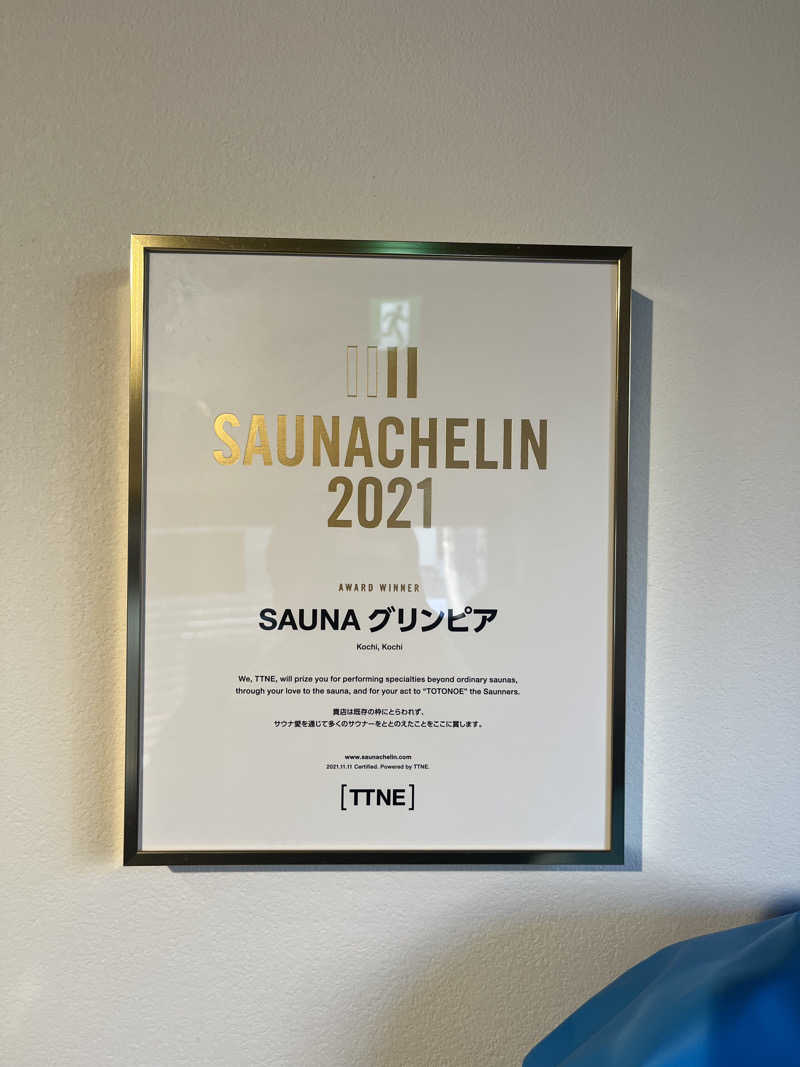 SAUNACHELIN
2021
AWARD WINNER
SAUNA グリンピア
Kochi, Kochi
We, TTNE, will prize you for performing specialties beyond ordinary saunas,
through your love to the sauna, and for your act to “TOTONOE” the Saunners.
貴店は既存の枠にとらわれず、
サウナ愛を通じて多くのサウナーをととのえたことをここに賞します。
www.saunachelin.com
2021.11.11 Certified. Powered by TTNE.
[TTNE]